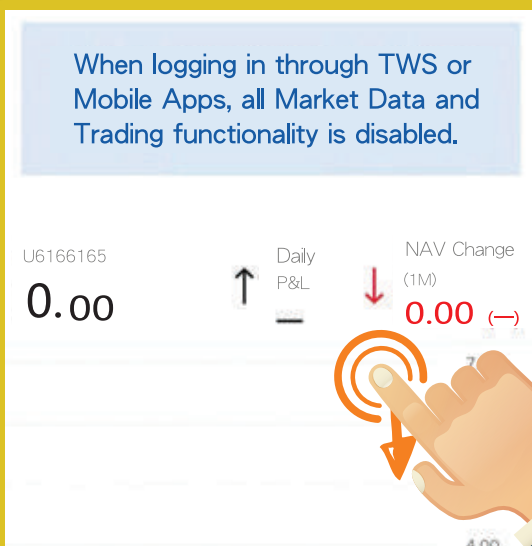 When logging in through TWS or
Mobile Apps, all Market Data and
Trading functionality is disabled.
U6166165
0.00
Daily
P&L
—
NAV Change
(1M)
0.00 (—)